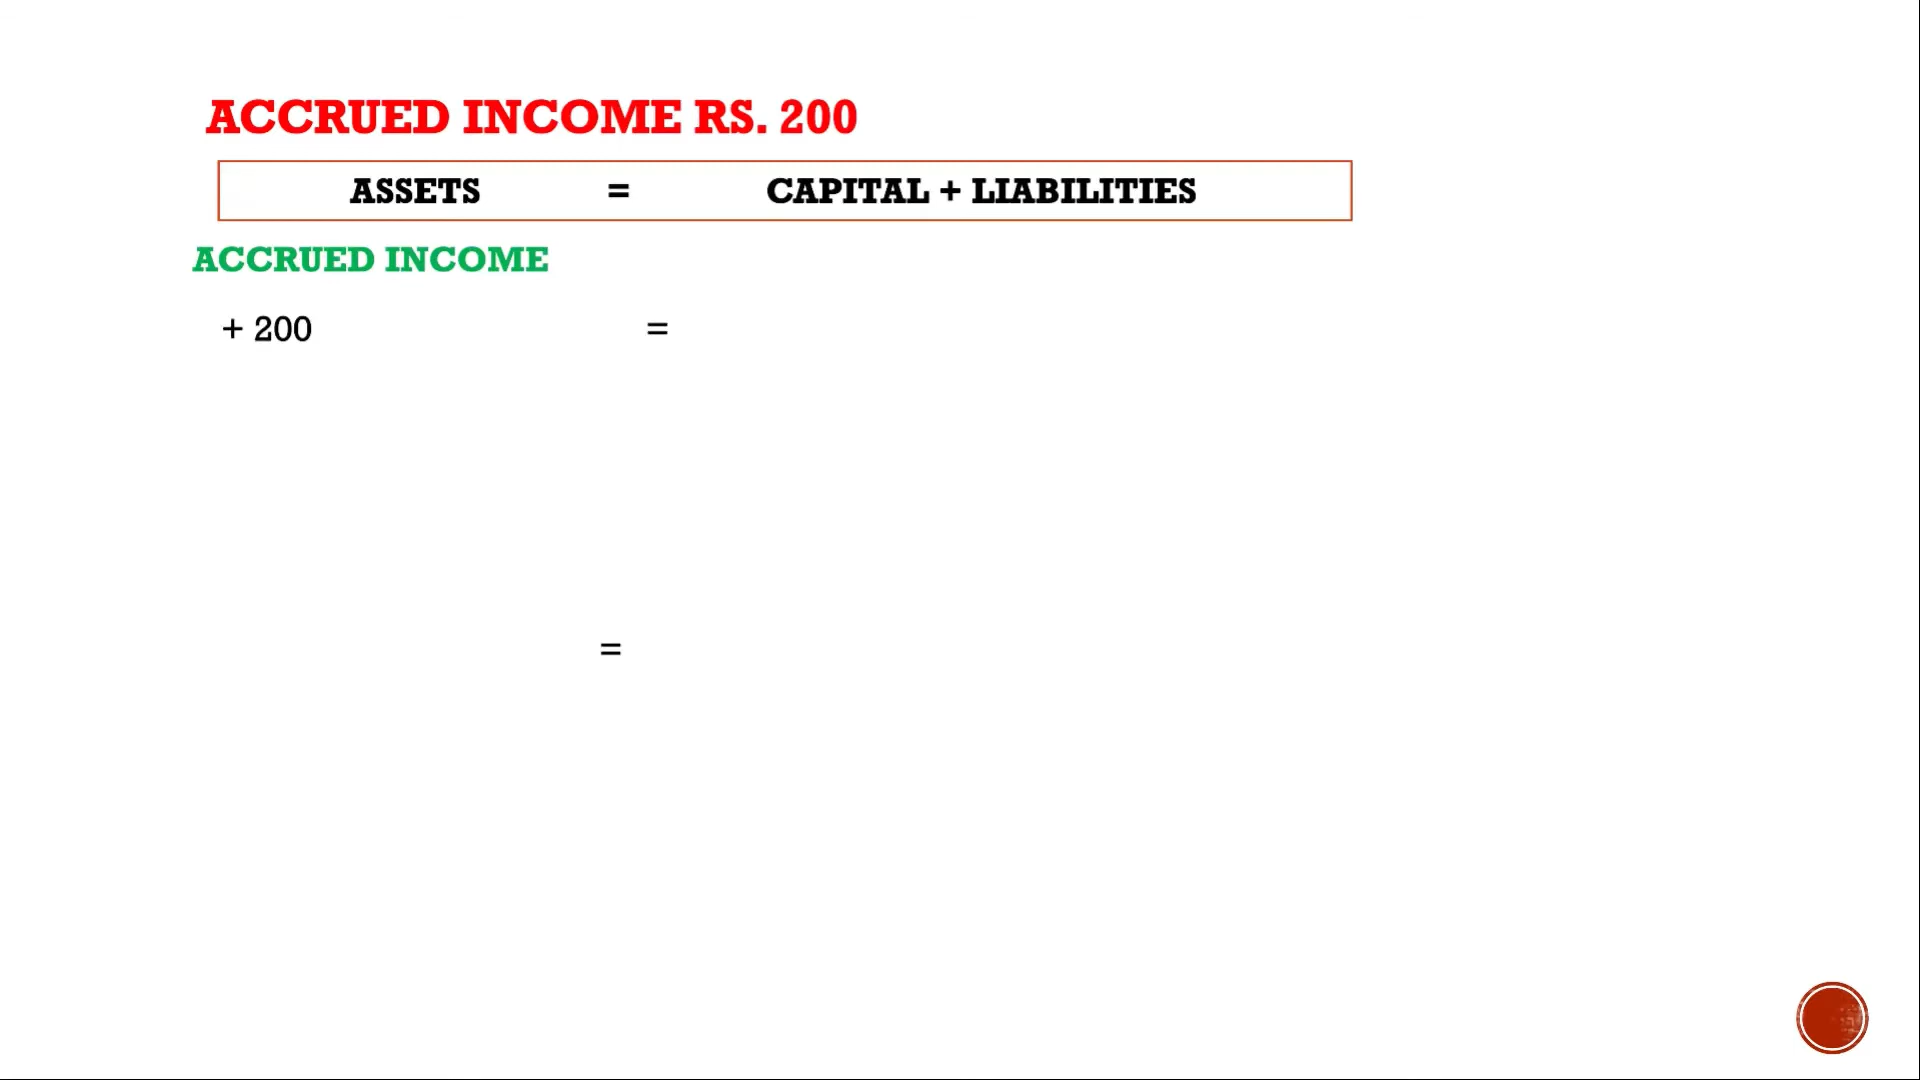 ACCRUED INCOME RS. 200
ASSETS = CAPITAL + LIABILITIES
ACCRUED INCOME
+ 200 =
=